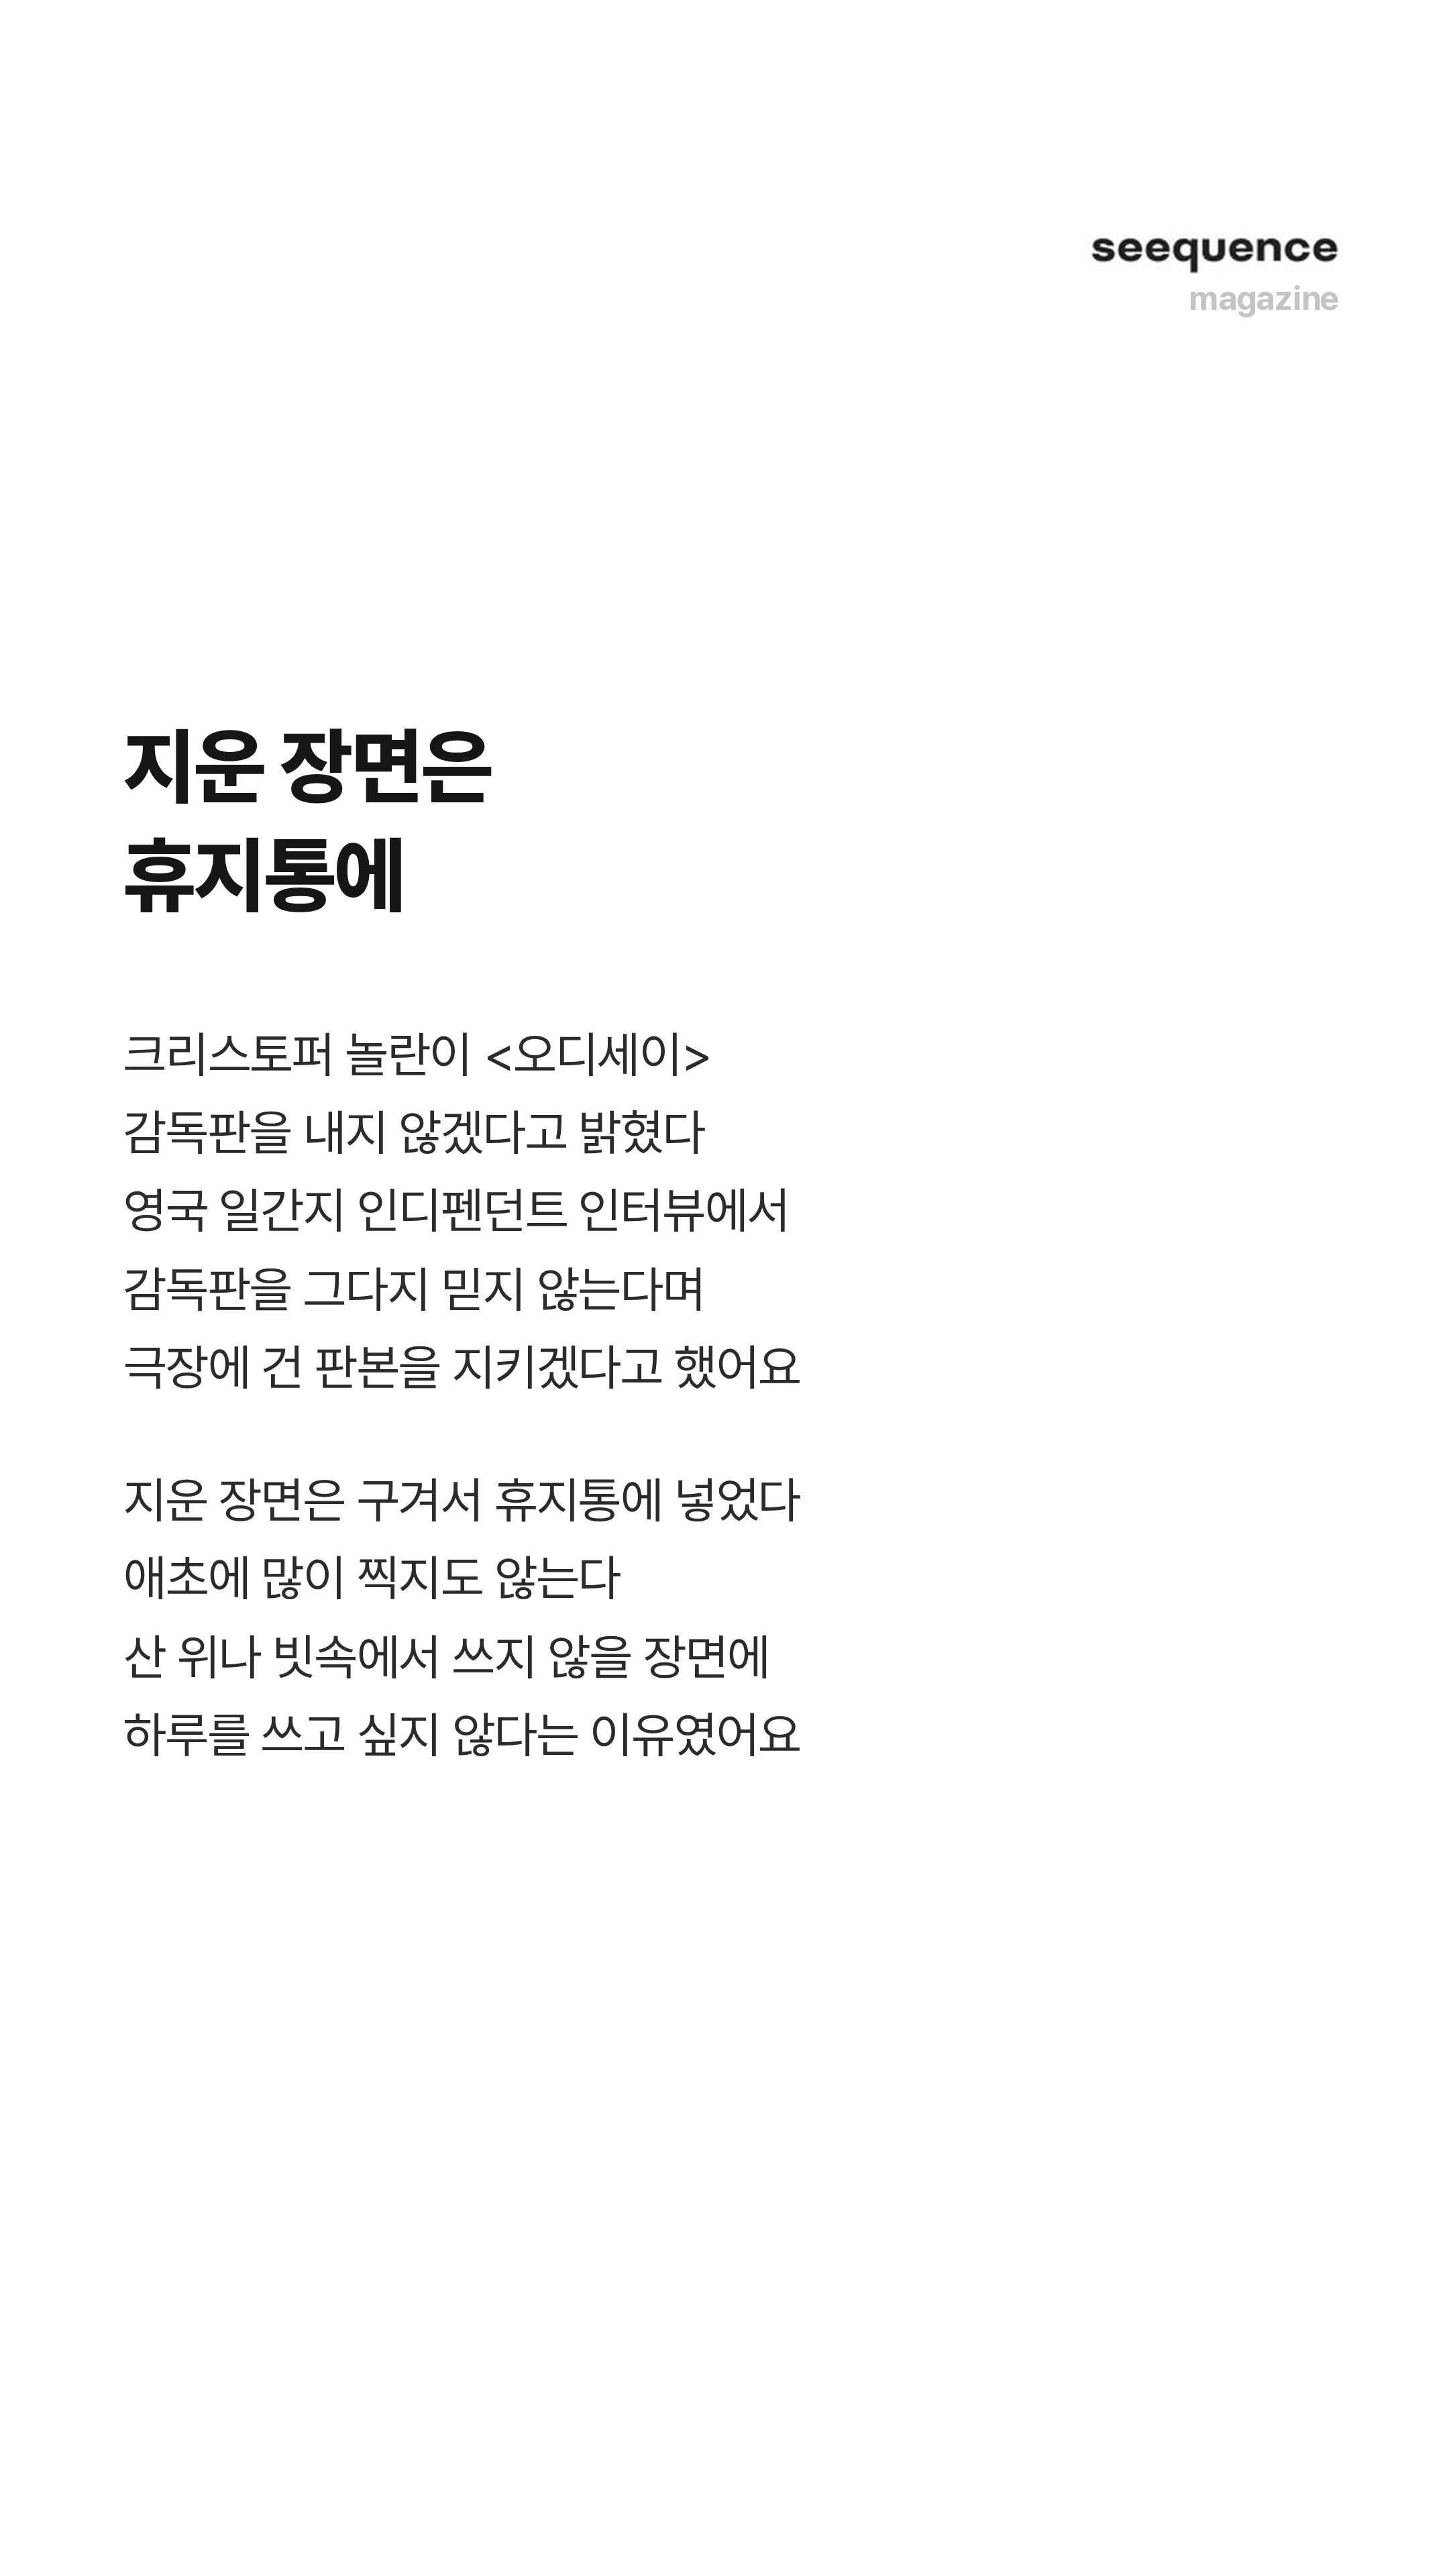 seequence
magazine
지운 장면은
휴지통에
크리스토퍼 놀란이 <오디세이>
감독판을 내지 않겠다고 밝혔다
영국 일간지 인디펜던트 인터뷰에서
감독판을 그다지 믿지 않는다며
극장에 건 판본을 지키겠다고 했어요
지운 장면은 구겨서 휴지통에 넣었다
애초에 많이 찍지도 않는다
산 위나 빗속에서 쓰지 않을 장면에
하루를 쓰고 싶지 않다는 이유였어요